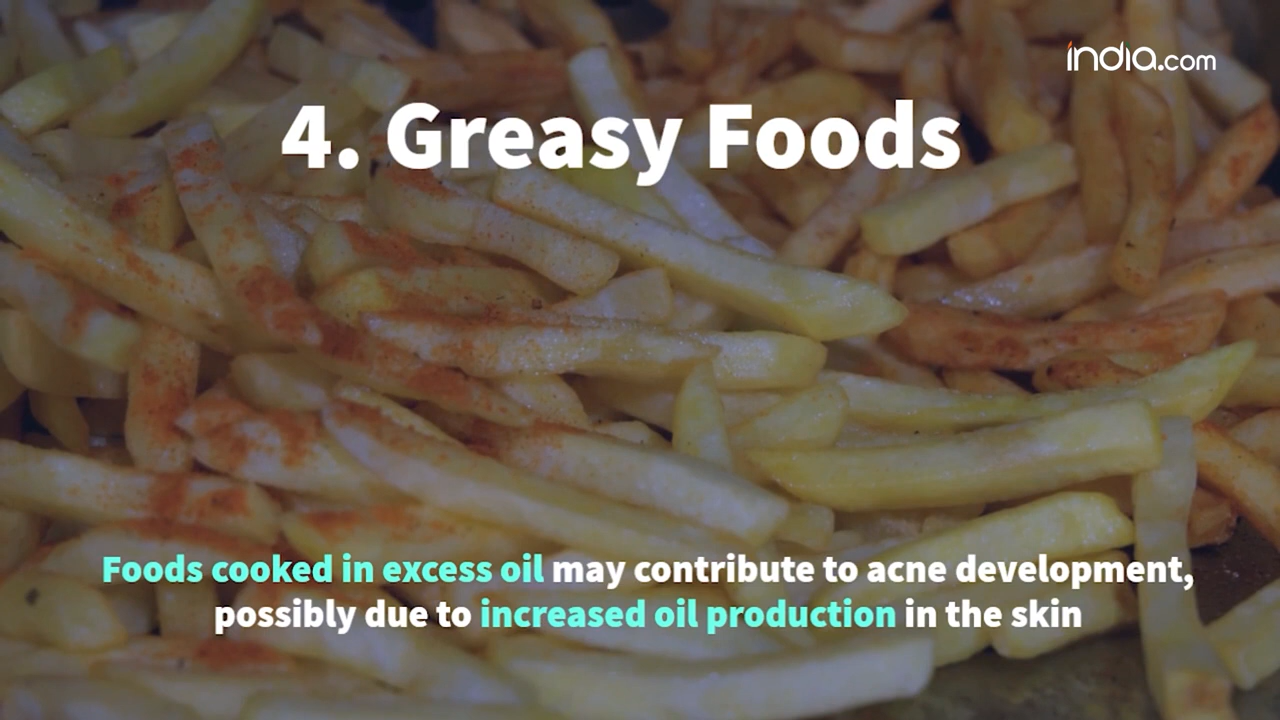 india.com
4. Greasy Foods
Foods cooked in excess oil may contribute to acne development,
possibly due to increased oil production in the skin